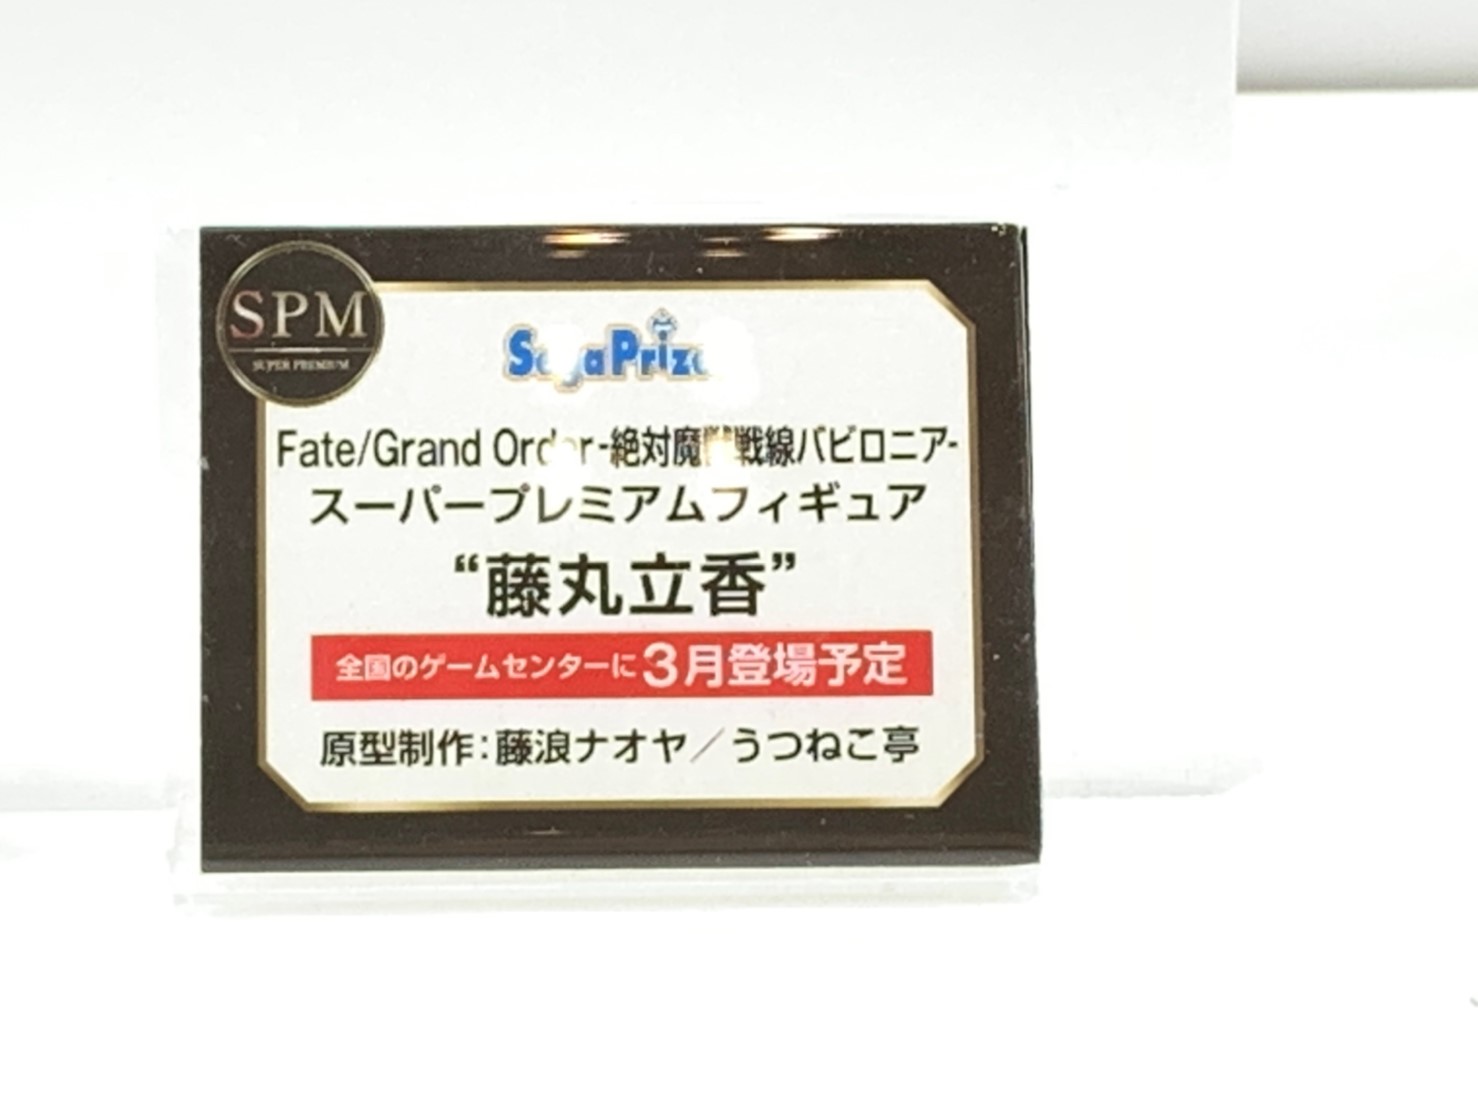 SPM
SUPER PREMIUM
SegaPrize
Fate/Grand Order -絶対魔獣戦線バビロニア-
スーパープレミアムフィギュア
“藤丸立香”
全国のゲームセンターに3月登場予定
原型制作:藤浪ナオヤ／うつねこ亭